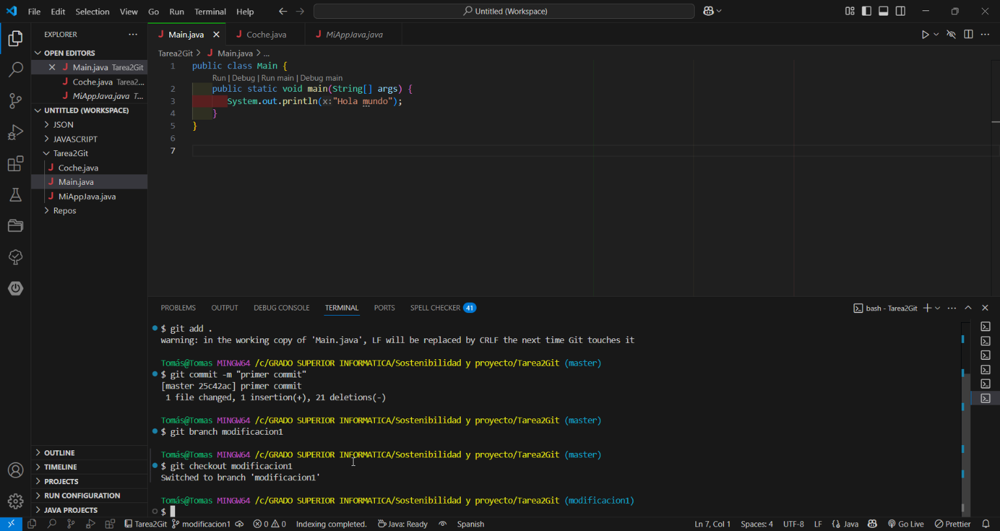 File Edit Selection View Go Run Terminal Help
Untitled (Workspace)
EXPLORER
OPEN EDITORS
Main.java Tarea2Git
Coche.java Tarea2...
MiAppJava.java T...
UNTITLED (WORKSPACE)
JSON
JAVASCRIPT
Tarea2Git
Coche.java
Main.java
MiAppJava.java
Repos
OUTLINE
TIMELINE
PROJECTS
RUN CONFIGURATION
JAVA PROJECTS
Main.java Coche.java MiAppJava.java
Tarea2Git > Main.java > ...
1 public class Main {
Run | Debug | Run main | Debug main
2 public static void main(String[] args) {
3 System.out.println(x:"Hola mundo");
4 }
5 }
6
7
PROBLEMS OUTPUT DEBUG CONSOLE TERMINAL PORTS SPELL CHECKER 41
bash - Tarea2Git
$ git add .
warning: in the working copy of 'Main.java', LF will be replaced by CRLF the next time Git touches it
Tomás@Tomas MINGW64 /c/GRADO SUPERIOR INFORMATICA/Sostenibilidad y proyecto/Tarea2Git (master)
$ git commit -m "primer commit"
[master 25c42ac] primer commit
1 file changed, 1 insertion(+), 21 deletions(-)
Tomás@Tomas MINGW64 /c/GRADO SUPERIOR INFORMATICA/Sostenibilidad y proyecto/Tarea2Git (master)
$ git branch modificacion1
Tomás@Tomas MINGW64 /c/GRADO SUPERIOR INFORMATICA/Sostenibilidad y proyecto/Tarea2Git (master)
$ git checkout modificacion1
Switched to branch 'modificacion1'
Tomás@Tomas MINGW64 /c/GRADO SUPERIOR INFORMATICA/Sostenibilidad y proyecto/Tarea2Git (modificacion1)
$
Tarea2Git modificacion1 0 0 Indexing completed. Java: Ready Spanish Ln 7, Col 1 Spaces: 4 UTF-8 LF Java Go Live Prettier